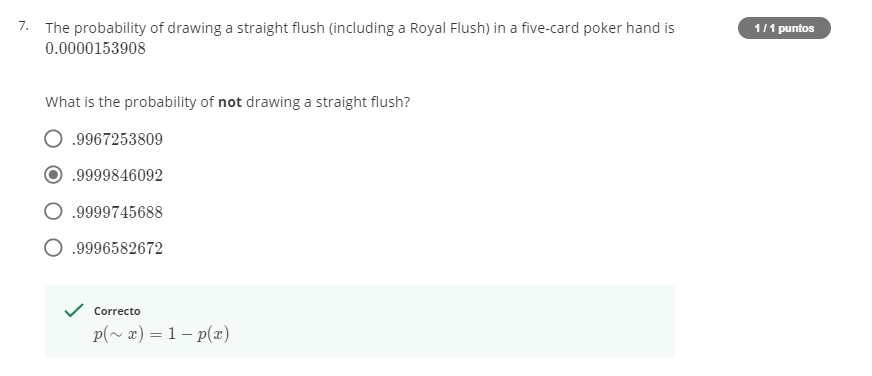 7. The probability of drawing a straight flush (including a Royal Flush) in a five-card poker hand is
0.0000153908
1 / 1 puntos
What is the probability of not drawing a straight flush?
.9967253809
.9999846092
.9999745688
.9996582672
Correcto
p(∼ x) = 1 − p(x)